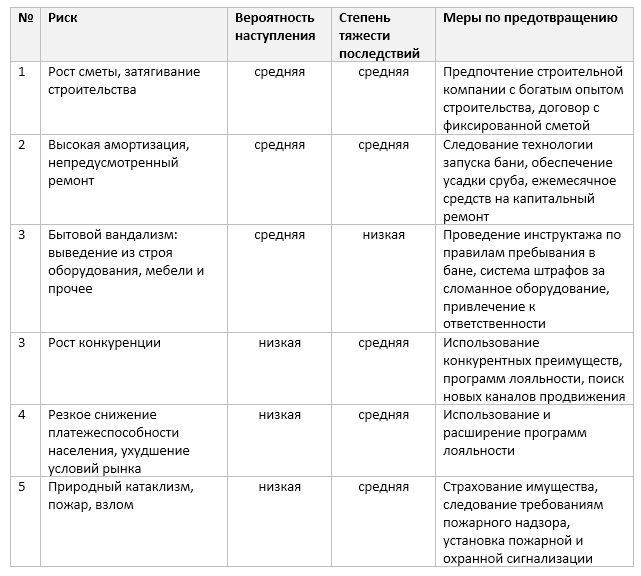 № Риск Вероятность наступления Степень тяжести последствий Меры по предотвращению
1 Рост сметы, затягивание строительства средняя средняя Предпочтение строительной компании с богатым опытом строительства, договор с фиксированной сметой
2 Высокая амортизация, непредусмотренный ремонт средняя средняя Следование технологии запуска бани, обеспечение усадки сруба, ежемесячное средств на капитальный ремонт
3 Бытовой вандализм: выведение из строя оборудования, мебели и прочее средняя низкая Проведение инструктажа по правилам пребывания в бане, система штрафов за сломанное оборудование, привлечение к ответственности
3 Рост конкуренции низкая средняя Использование конкурентных преимуществ, программ лояльности, поиск новых каналов продвижения
4 Резкое снижение платежеспособности населения, ухудшение условий рынка низкая средняя Использование и расширение программ лояльности
5 Природный катаклизм, пожар, взлом низкая средняя Страхование имущества, следование требованиям пожарного надзора, установка пожарной и охранной сигнализации